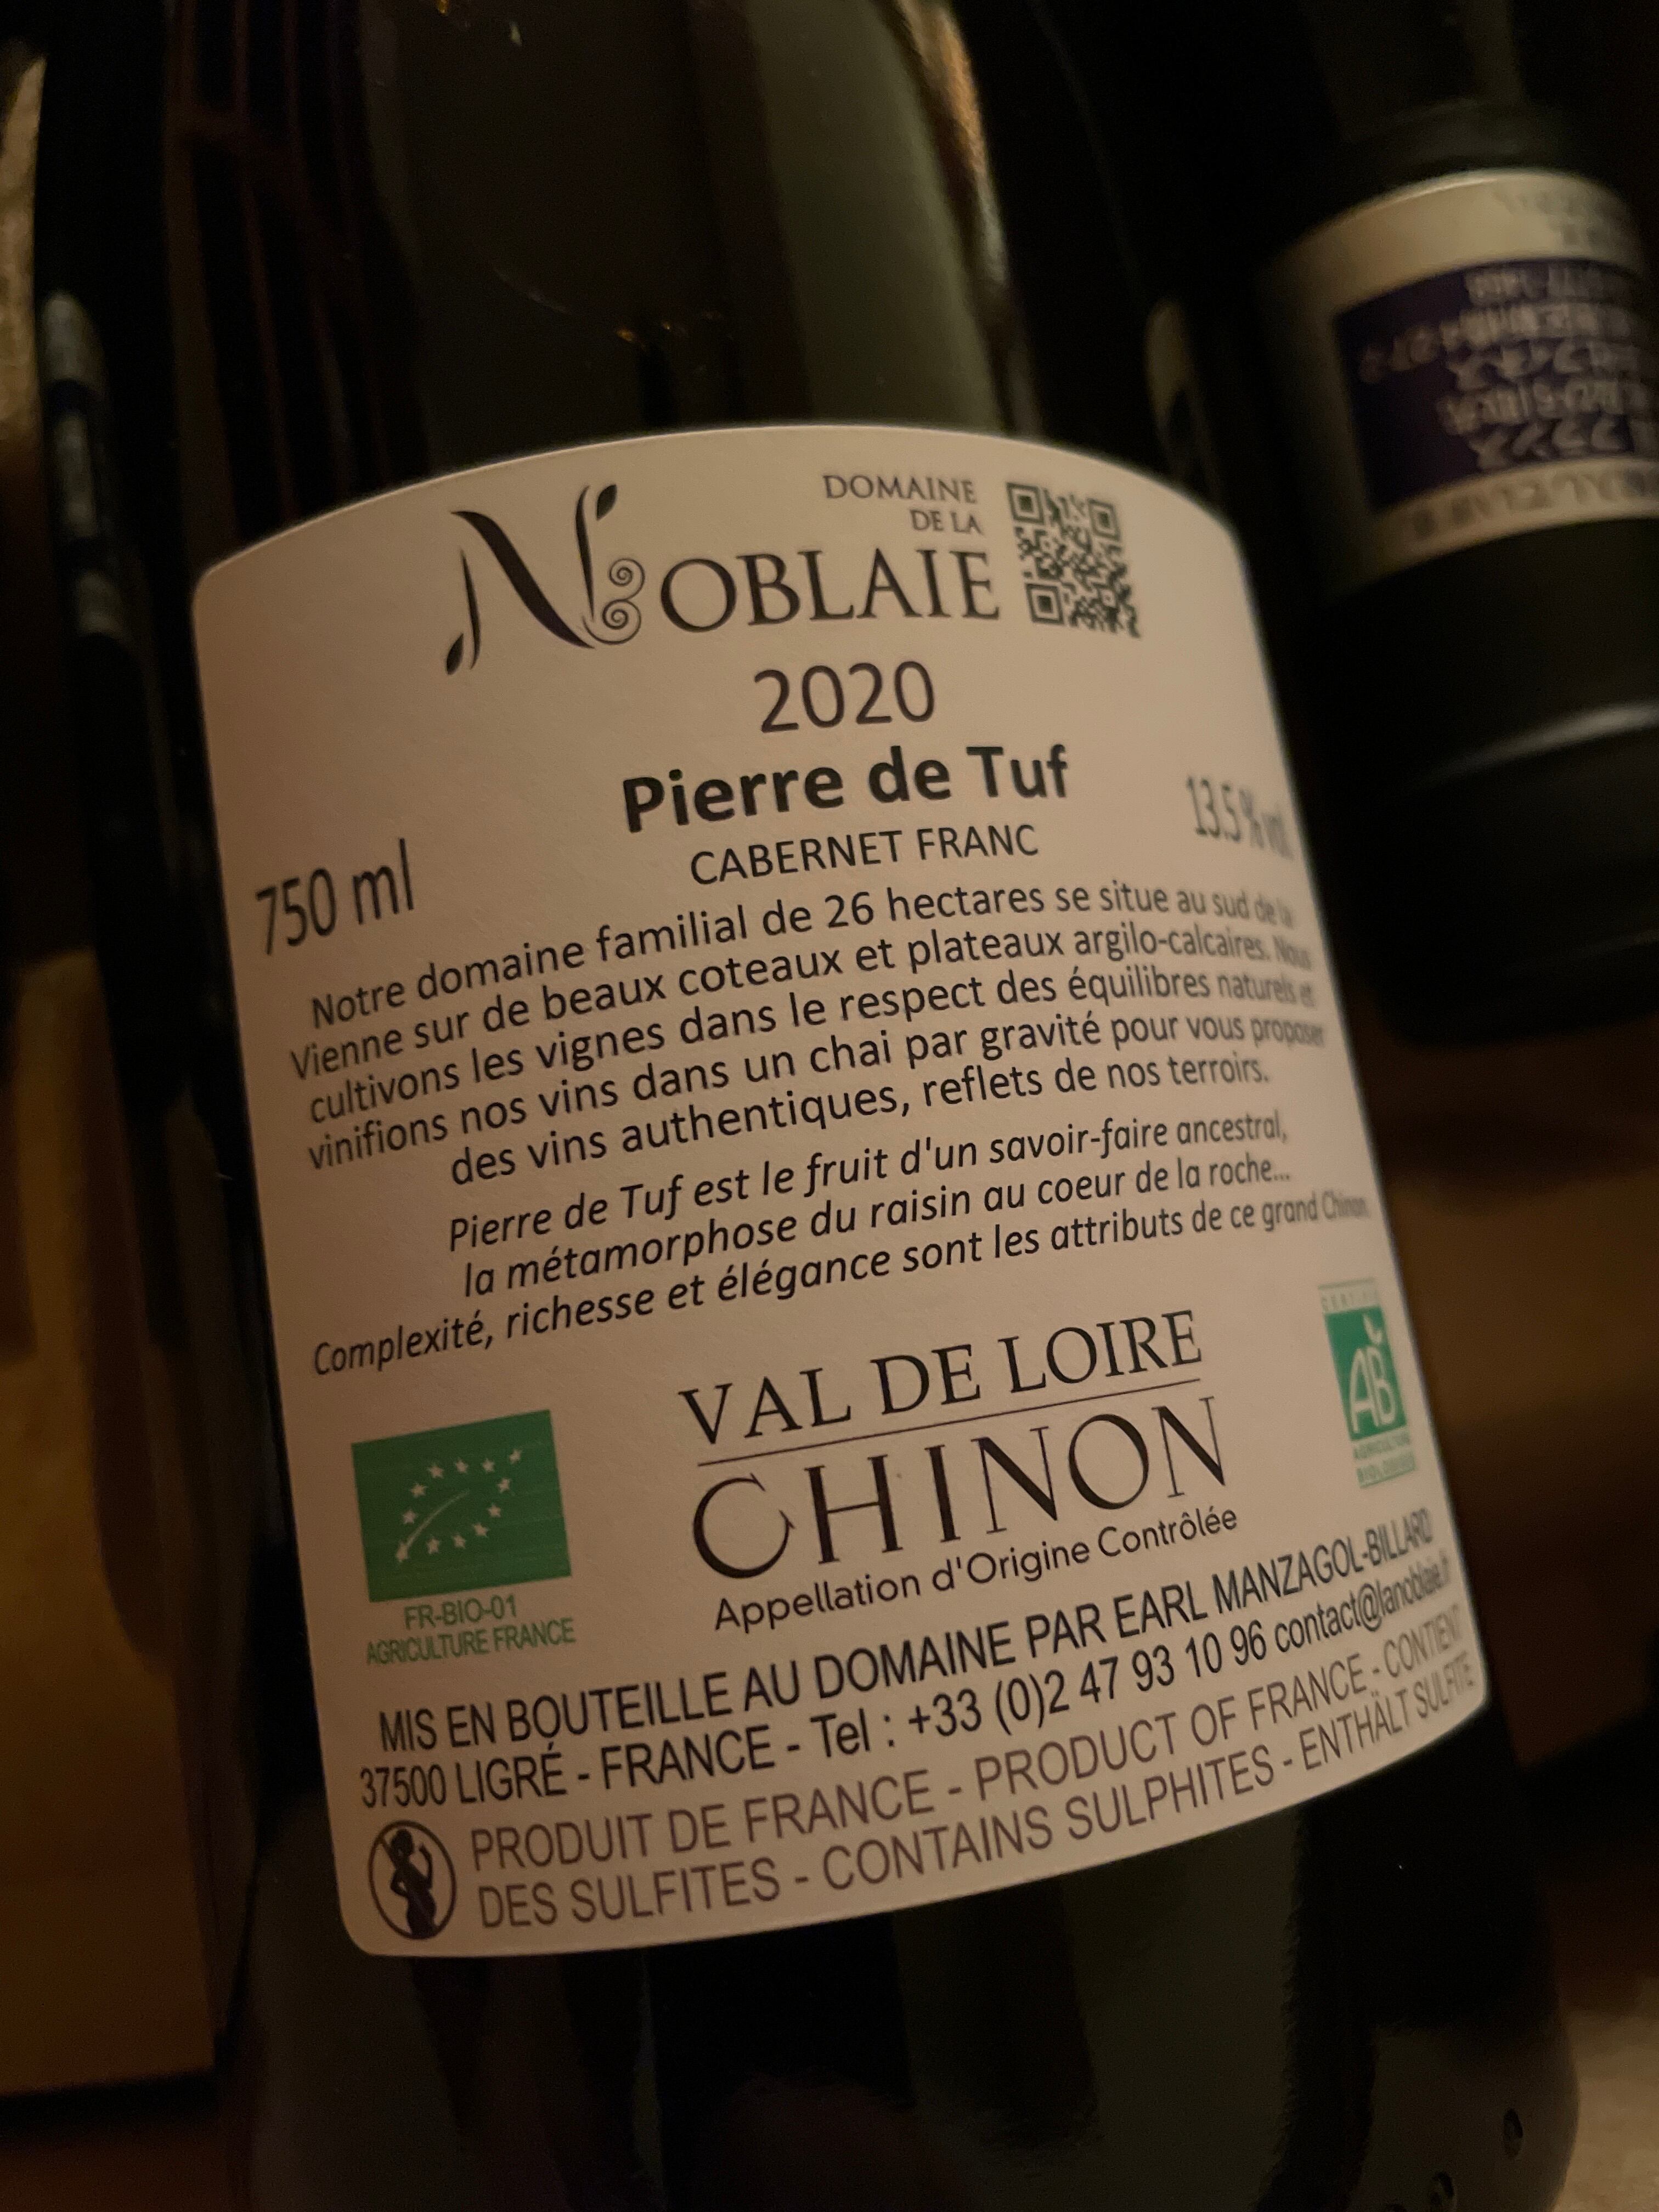 DOMAINE
DE LA
NOBLAIE
2020
Pierre de Tuf
CABERNET FRANC
750 ml
13.5 % vol.
Notre domaine familial de 26 hectares se situe au sud de la
Vienne sur de beaux coteaux et plateaux argilo-calcaires. Nous
cultivons les vignes dans le respect des équilibres naturels et
vinifions nos vins dans un chai par gravité pour vous proposer
des vins authentiques, reflets de nos terroirs.
Pierre de Tuf est le fruit d'un savoir-faire ancestral,
la métamorphose du raisin au coeur de la roche...
Complexité, richesse et élégance sont les attributs de ce grand Chinon.
VAL DE LOIRE
CHINON
Appellation d'Origine Contrôlée
FR-BIO-01
AGRICULTURE FRANCE
CERTIFIÉ
AB
AGRICULTURE
BIOLOGIQUE
MIS EN BOUTEILLE AU DOMAINE PAR EARL MANZAGOL-BILLARD
37500 LIGRÉ - FRANCE - Tel : +33 (0)2 47 93 10 96 contact@lanoblaie.fr
PRODUIT DE FRANCE - PRODUCT OF FRANCE - CONTIENT
DES SULFITES - CONTAINS SULPHITES - ENTHÄLT SULFITE